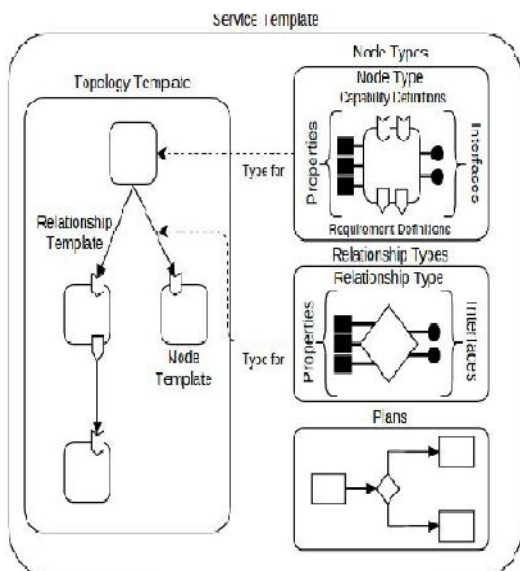 Service Template
Topology Template
Relationship
Template
Node
Template
Type for
Type for
Node Types
Node Type
Capability Definitions
Properties
Interfaces
Requirement Definitions
Relationship Types
Relationship Type
Properties
Interfaces
Plans